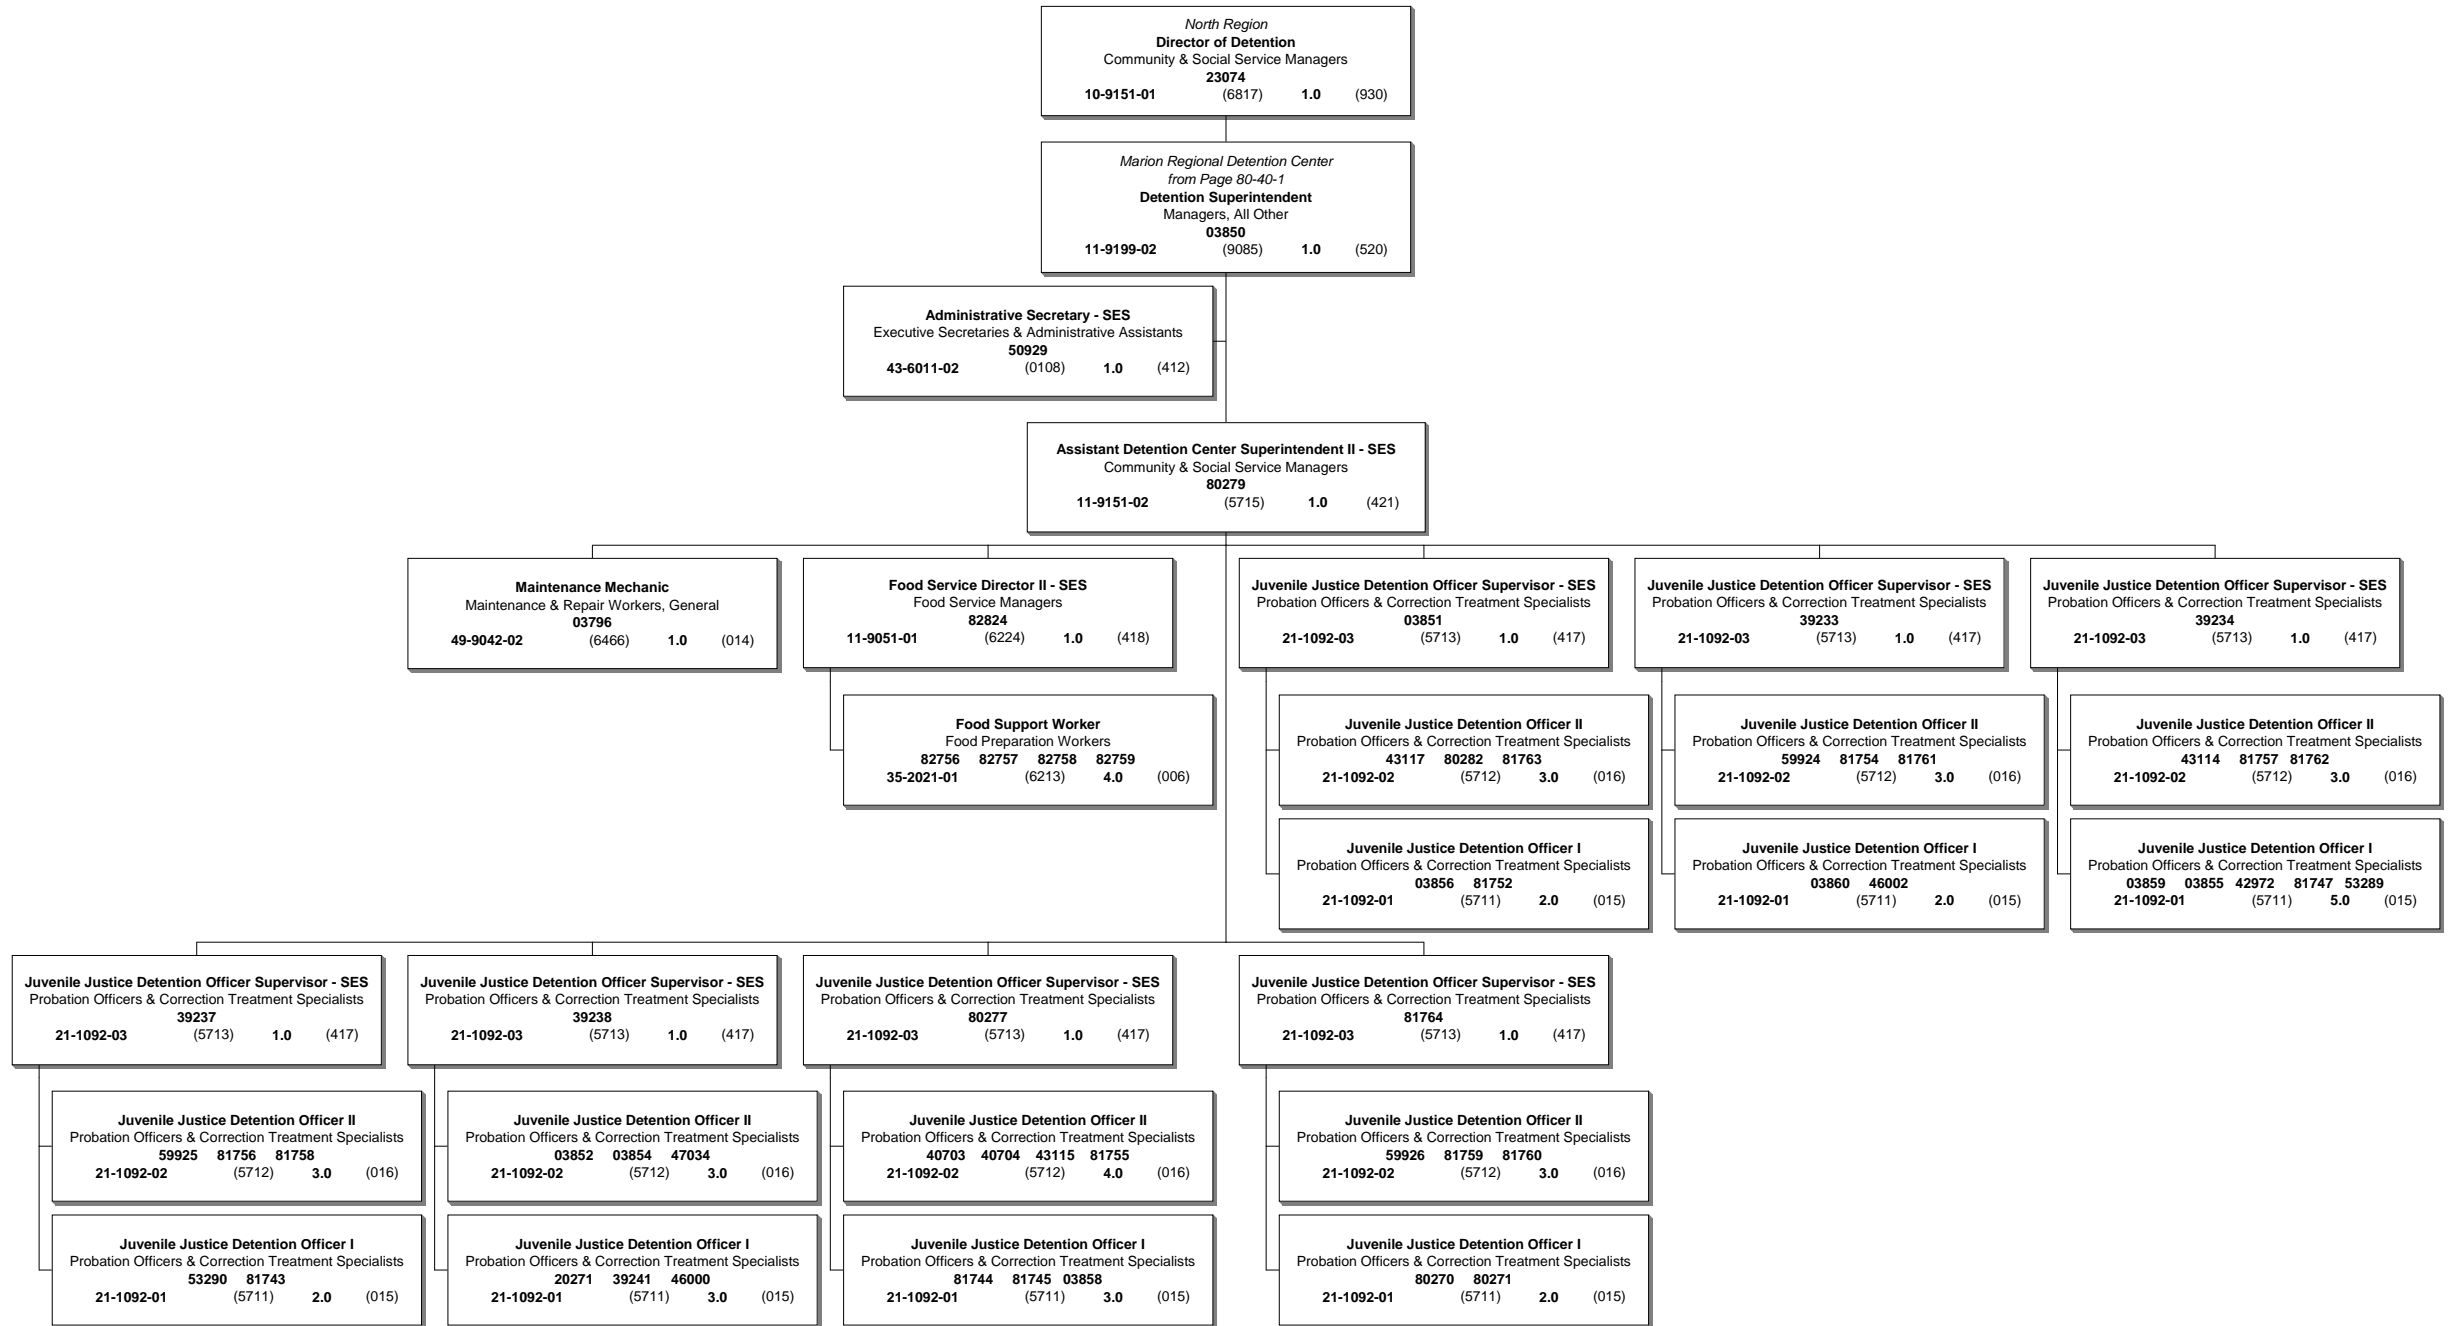 North Region
Director of Detention
Community & Social Service Managers
23074
10-9151-01 (6817) 1.0 (930)
Marion Regional Detention Center
from Page 80-40-1
Detention Superintendent
Managers, All Other
03850
11-9199-02 (9085) 1.0 (520)
Administrative Secretary - SES
Executive Secretaries & Administrative Assistants
50929
43-6011-02 (0108) 1.0 (412)
Assistant Detention Center Superintendent II - SES
Community & Social Service Managers
80279
11-9151-02 (5715) 1.0 (421)
Maintenance Mechanic
Maintenance & Repair Workers, General
03796
49-9042-02 (6466) 1.0 (014)
Food Service Director II - SES
Food Service Managers
82824
11-9051-01 (6224) 1.0 (418)
Food Support Worker
Food Preparation Workers
82756 82757 82758 82759
35-2021-01 (6213) 4.0 (006)
Juvenile Justice Detention Officer Supervisor - SES
Probation Officers & Correction Treatment Specialists
03851
21-1092-03 (5713) 1.0 (417)
Juvenile Justice Detention Officer II
Probation Officers & Correction Treatment Specialists
43117 80282 81763
21-1092-02 (5712) 3.0 (016)
Juvenile Justice Detention Officer I
Probation Officers & Correction Treatment Specialists
03856 81752
21-1092-01 (5711) 2.0 (015)
Juvenile Justice Detention Officer Supervisor - SES
Probation Officers & Correction Treatment Specialists
39233
21-1092-03 (5713) 1.0 (417)
Juvenile Justice Detention Officer II
Probation Officers & Correction Treatment Specialists
59924 81754 81761
21-1092-02 (5712) 3.0 (016)
Juvenile Justice Detention Officer I
Probation Officers & Correction Treatment Specialists
03860 46002
21-1092-01 (5711) 2.0 (015)
Juvenile Justice Detention Officer Supervisor - SES
Probation Officers & Correction Treatment Specialists
39234
21-1092-03 (5713) 1.0 (417)
Juvenile Justice Detention Officer II
Probation Officers & Correction Treatment Specialists
43114 81757 81762
21-1092-02 (5712) 3.0 (016)
Juvenile Justice Detention Officer I
Probation Officers & Correction Treatment Specialists
03859 03855 42972 81747 53289
21-1092-01 (5711) 5.0 (015)
Juvenile Justice Detention Officer Supervisor - SES
Probation Officers & Correction Treatment Specialists
39237
21-1092-03 (5713) 1.0 (417)
Juvenile Justice Detention Officer II
Probation Officers & Correction Treatment Specialists
59925 81756 81758
21-1092-02 (5712) 3.0 (016)
Juvenile Justice Detention Officer I
Probation Officers & Correction Treatment Specialists
53290 81743
21-1092-01 (5711) 2.0 (015)
Juvenile Justice Detention Officer Supervisor - SES
Probation Officers & Correction Treatment Specialists
39238
21-1092-03 (5713) 1.0 (417)
Juvenile Justice Detention Officer II
Probation Officers & Correction Treatment Specialists
03852 03854 47034
21-1092-02 (5712) 3.0 (016)
Juvenile Justice Detention Officer I
Probation Officers & Correction Treatment Specialists
20271 39241 46000
21-1092-01 (5711) 3.0 (015)
Juvenile Justice Detention Officer Supervisor - SES
Probation Officers & Correction Treatment Specialists
80277
21-1092-03 (5713) 1.0 (417)
Juvenile Justice Detention Officer II
Probation Officers & Correction Treatment Specialists
40703 40704 43115 81755
21-1092-02 (5712) 4.0 (016)
Juvenile Justice Detention Officer I
Probation Officers & Correction Treatment Specialists
81744 81745 03858
21-1092-01 (5711) 3.0 (015)
Juvenile Justice Detention Officer Supervisor - SES
Probation Officers & Correction Treatment Specialists
81764
21-1092-03 (5713) 1.0 (417)
Juvenile Justice Detention Officer II
Probation Officers & Correction Treatment Specialists
59926 81759 81760
21-1092-02 (5712) 3.0 (016)
Juvenile Justice Detention Officer I
Probation Officers & Correction Treatment Specialists
80270 80271
21-1092-01 (5711) 2.0 (015)